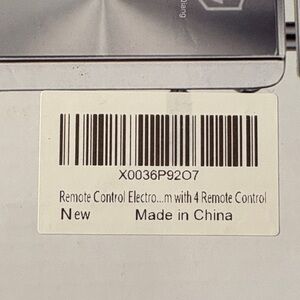 X0036P92O7
Remote Control Electro...m with 4 Remote Control
New Made in China